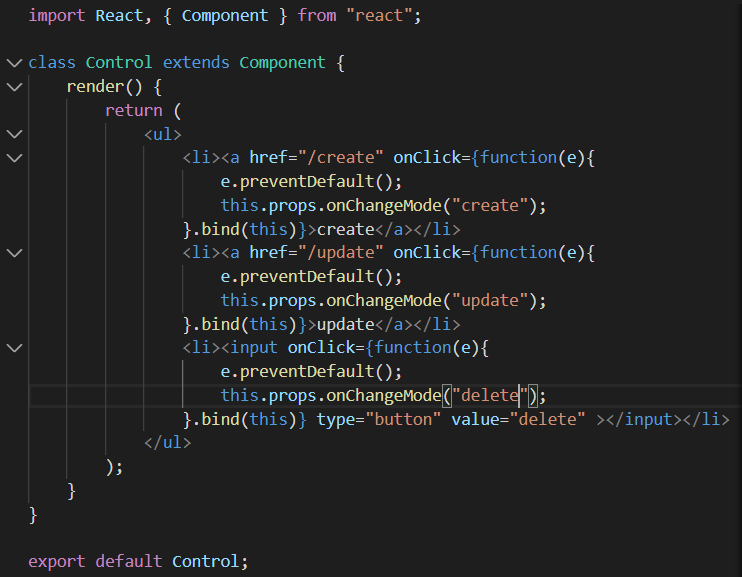 import React, { Component } from "react";
class Control extends Component {
render() {
return (
<ul>
<li><a href="/create" onClick={function(e){
e.preventDefault();
this.props.onChangeMode("create");
}.bind(this)}>create</a></li>
<li><a href="/update" onClick={function(e){
e.preventDefault();
this.props.onChangeMode("update");
}.bind(this)}>update</a></li>
<li><input onClick={function(e){
e.preventDefault();
this.props.onChangeMode("delete");
}.bind(this)} type="button" value="delete" ></input></li>
</ul>
);
}
}
export default Control;